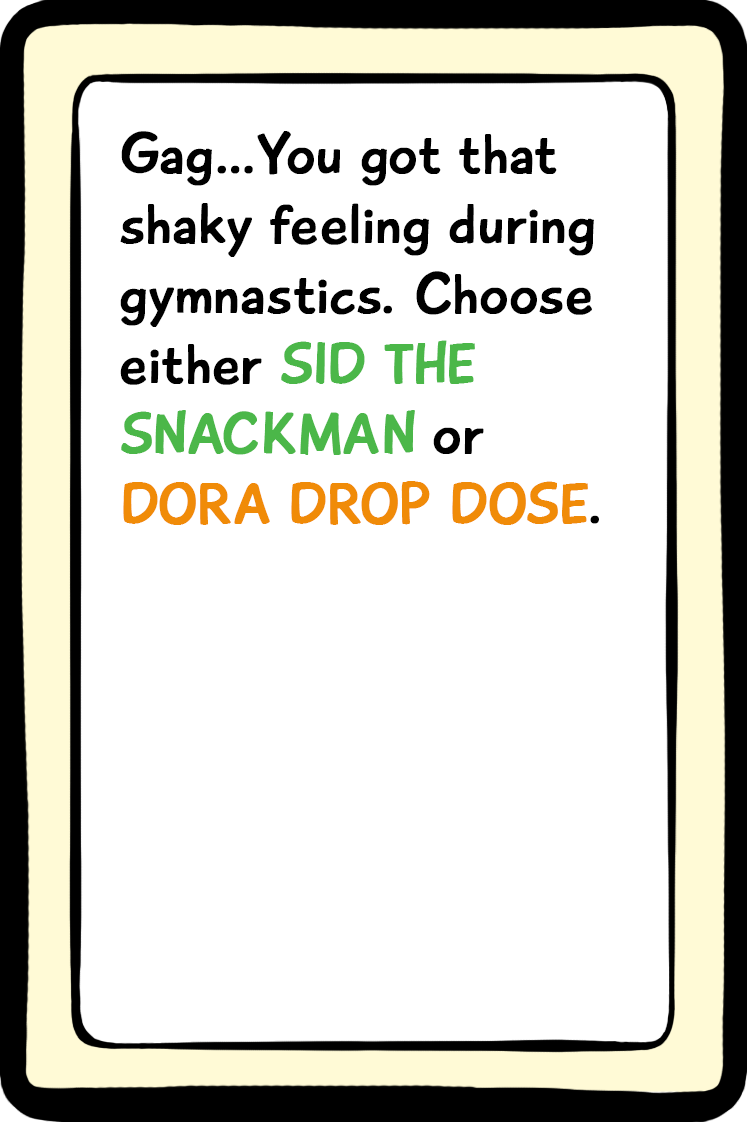 Gag...You got that
shaky feeling during
gymnastics. Choose
either SID THE
SNACKMAN or
DORA DROP DOSE.